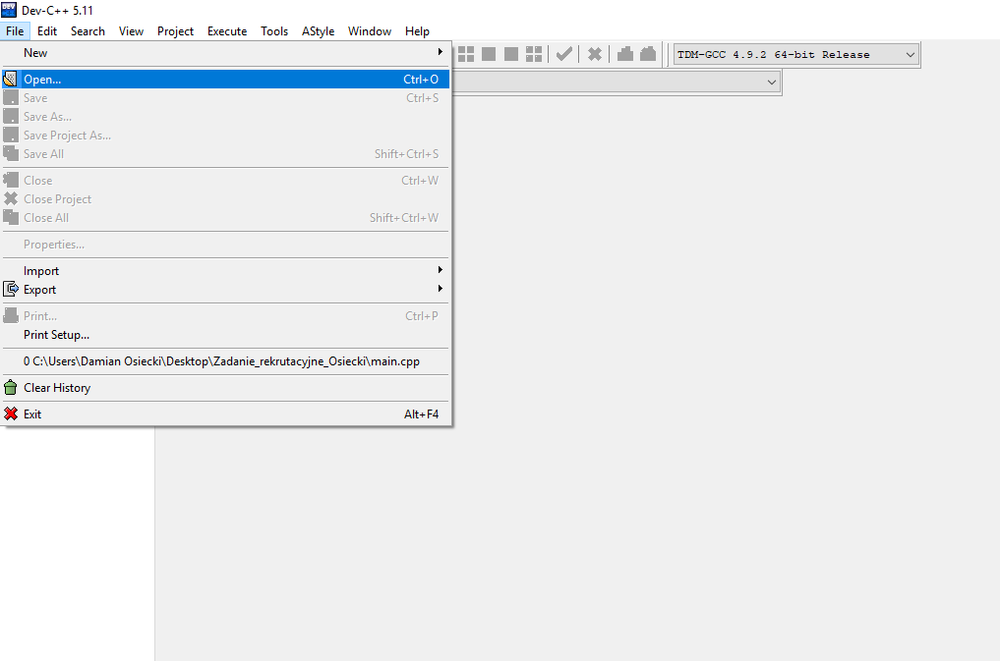 DEV
Dev-C++ 5.11
File Edit Search View Project Execute Tools AStyle Window Help
TDM-GCC 4.9.2 64-bit Release
New
Open... Ctrl+O
Save Ctrl+S
Save As...
Save Project As...
Save All Shift+Ctrl+S
Close Ctrl+W
Close Project
Close All Shift+Ctrl+W
Properties...
Import
Export
Print... Ctrl+P
Print Setup...
0 C:\Users\Damian Osiecki\Desktop\Zadanie_rekrutacyjne_Osiecki\main.cpp
Clear History
Exit Alt+F4